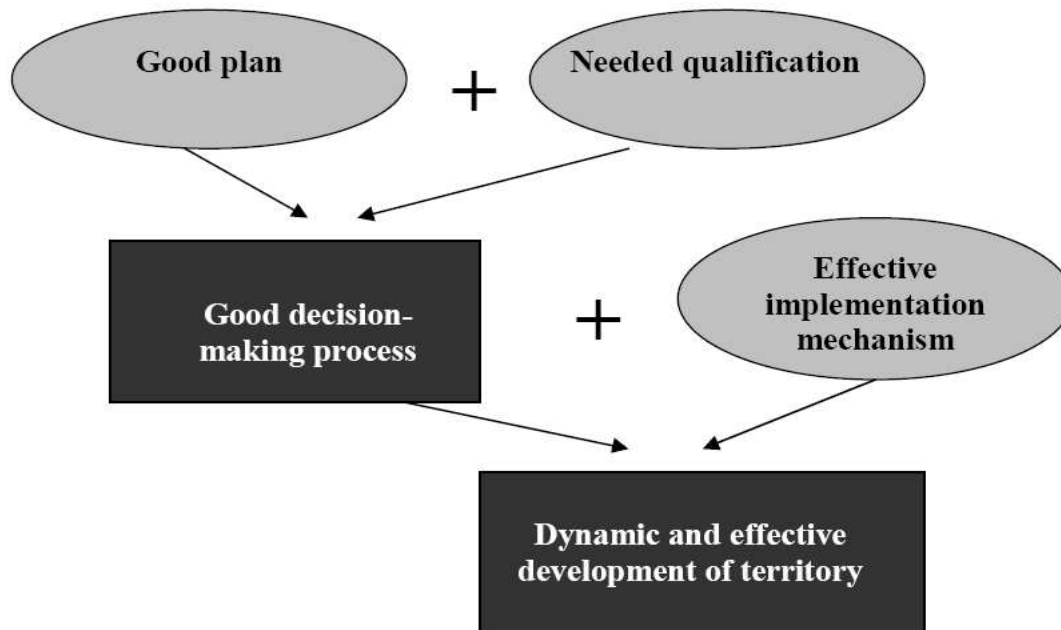 Good plan
+
Needed qualification
Good decision-
making process
+
Effective
implementation
mechanism
Dynamic and effective
development of territory